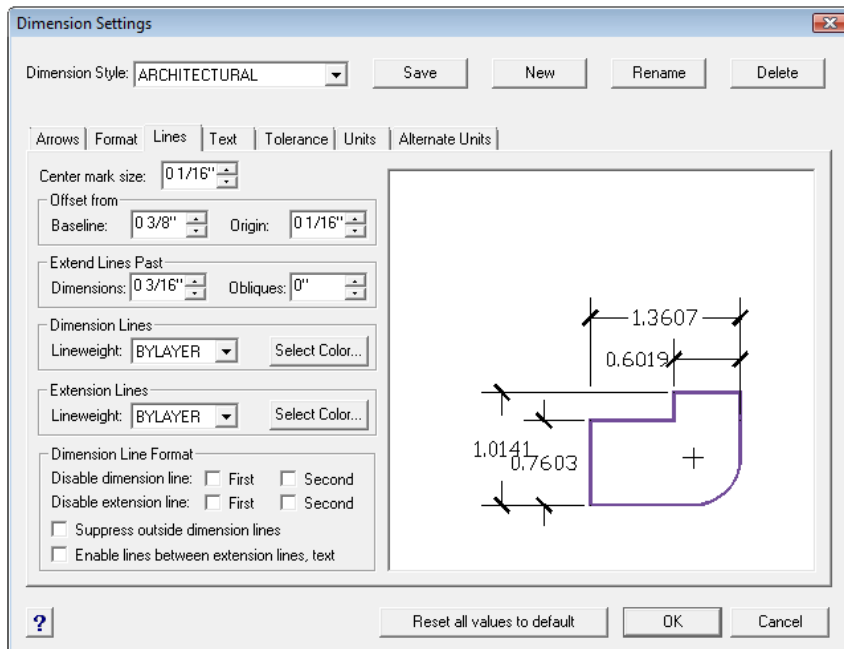 Dimension Settings
Dimension Style: ARCHITECTURAL Save New Rename Delete
Arrows Format Lines Text Tolerance Units Alternate Units
Center mark size: 0 1/16"
Offset from
Baseline: 0 3/8" Origin: 0 1/16"
Extend Lines Past
Dimensions: 0 3/16" Obliques: 0"
Dimension Lines
Lineweight: BYLAYER Select Color...
Extension Lines
Lineweight: BYLAYER Select Color...
Dimension Line Format
Disable dimension line: First Second
Disable extension line: First Second
Suppress outside dimension lines
Enable lines between extension lines, text
1.3607
0.6019
1.0141
0.7603
? Reset all values to default OK Cancel